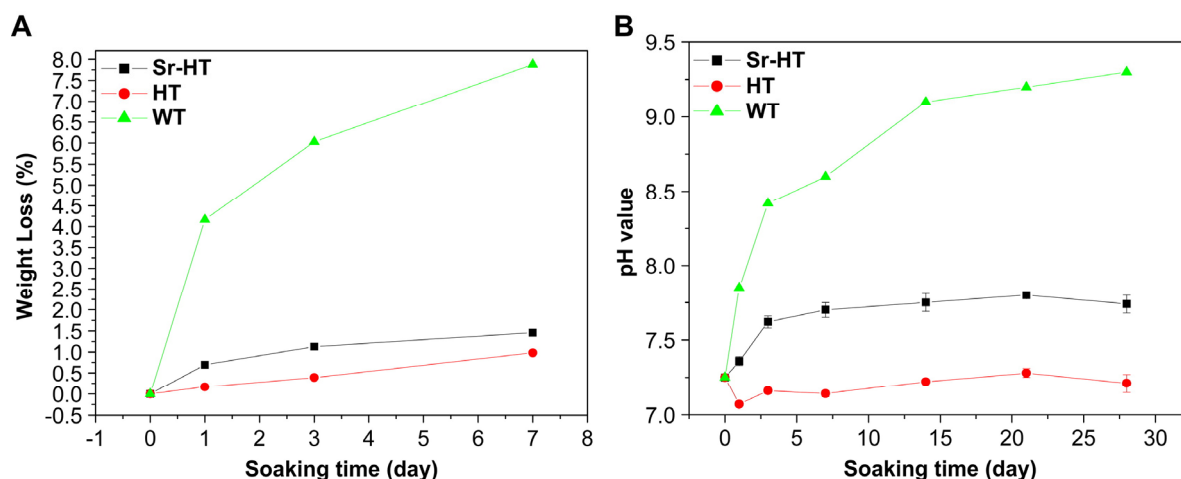 A
8.0
7.5
7.0
6.5
6.0
5.5
5.0
4.5
4.0
3.5
3.0
2.5
2.0
1.5
1.0
0.5
0.0
-0.5
Weight Loss (%)
Sr-HT
HT
WT
-1 0 1 2 3 4 5 6 7 8
Soaking time (day)
B
9.5
9.0
8.5
8.0
7.5
7.0
pH value
Sr-HT
HT
WT
0 5 10 15 20 25 30
Soaking time (day)